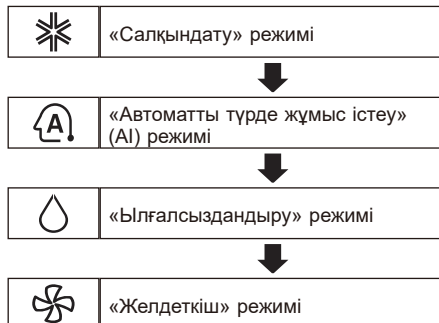 «Салқындату» режимі
A
«Автоматты түрде жұмыс істеу»
(AI) режимі
«Ылғалсыздандыру» режимі
«Желдеткіш» режимі